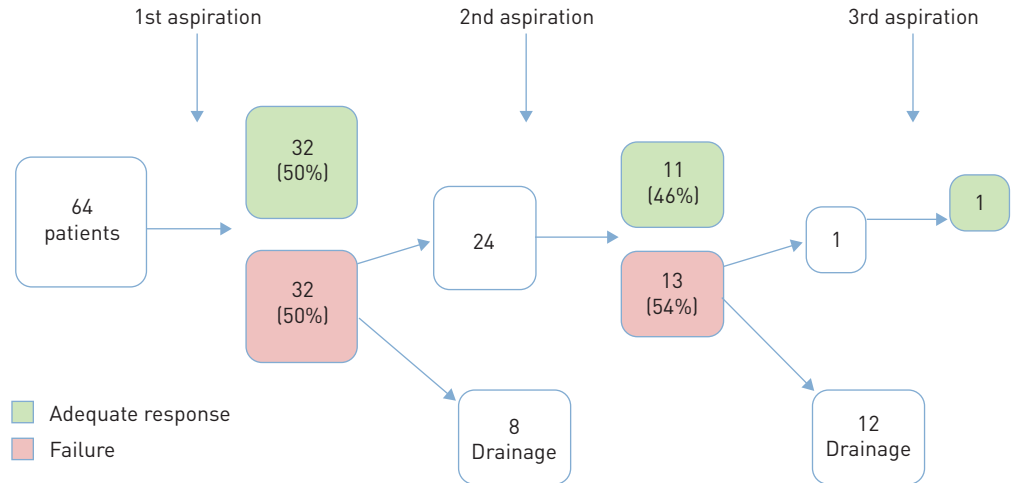 1st aspiration
2nd aspiration
3rd aspiration
64
patients
32
(50%)
32
(50%)
24
8
Drainage
11
(46%)
13
(54%)
1
12
Drainage
1
Adequate response
Failure